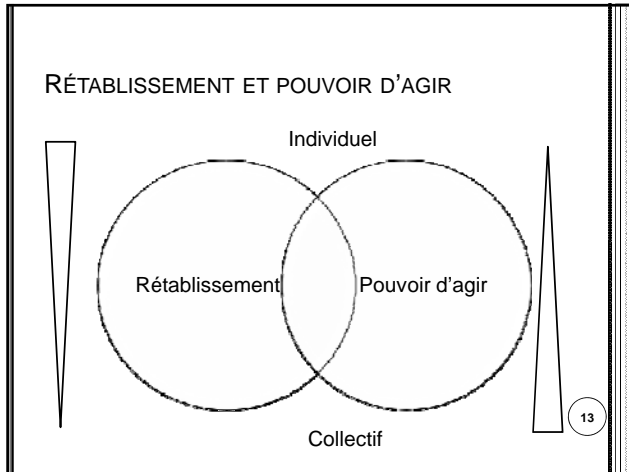 RÉTABLISSEMENT ET POUVOIR D'AGIR
Individuel
Rétablissement
Pouvoir d'agir
Collectif
13